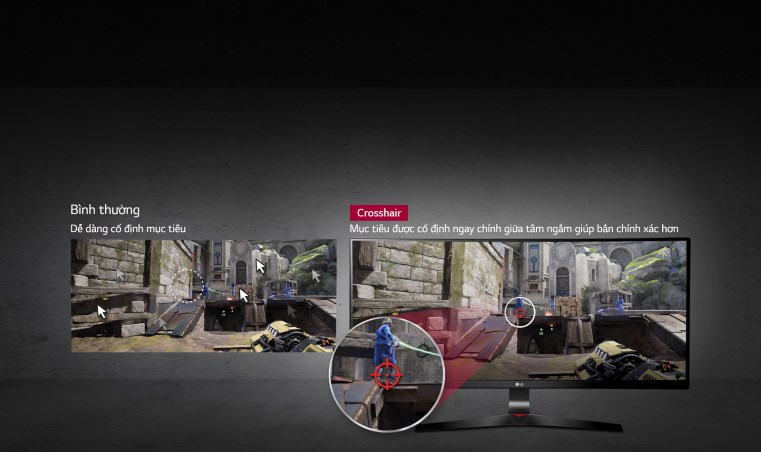 Bình thường
Dễ dàng cố định mục tiêu
Crosshair
Mục tiêu được cố định ngay chính giữa tâm ngắm giúp bắn chính xác hơn
LG